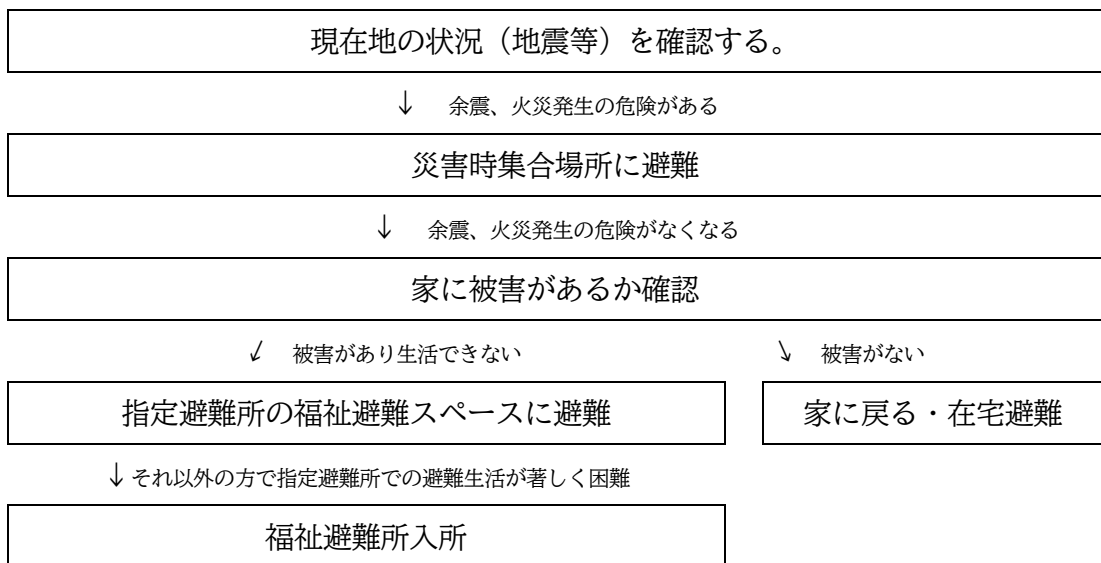 現在地の状況（地震等）を確認する。
↓　余震、火災発生の危険がある
災害時集合場所に避難
↓　余震、火災発生の危険がなくなる
家に被害があるか確認
↙　被害があり生活できない　↘　被害がない
指定避難所の福祉避難スペースに避難　家に戻る・在宅避難
↓それ以外の方で指定避難所での避難生活が著しく困難
福祉避難所入所